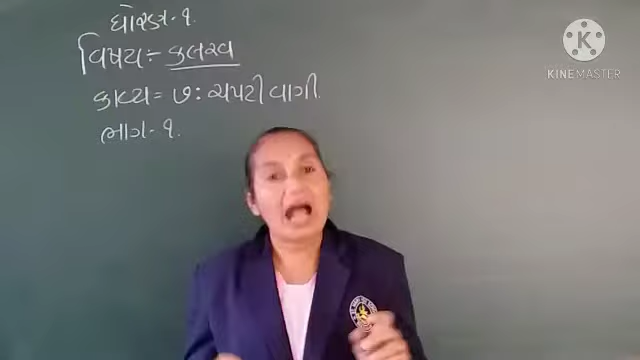 ધોરણ - ૧.
વિષય ÷ કલરવ
કાવ્ય = ૭ : ચપટી વાગી.
ભાગ - ૧.
KINEMASTER